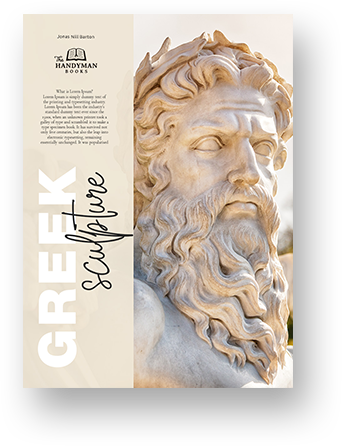 Jonas Nili Berton
The
HANDYMAN
BOOKS
What is Lorem Ipsum?
Lorem Ipsum is simply dummy text of
the printing and typesetting industry.
Lorem Ipsum has been the industry's
standard dummy text ever since the
1500s, when an unknown printer took a
galley of type and scrambled it to make a
type specimen book. It has survived not
only five centuries, but also the leap into
electronic typesetting, remaining
essentially unchanged. It was popularised
GREEK
sculpture